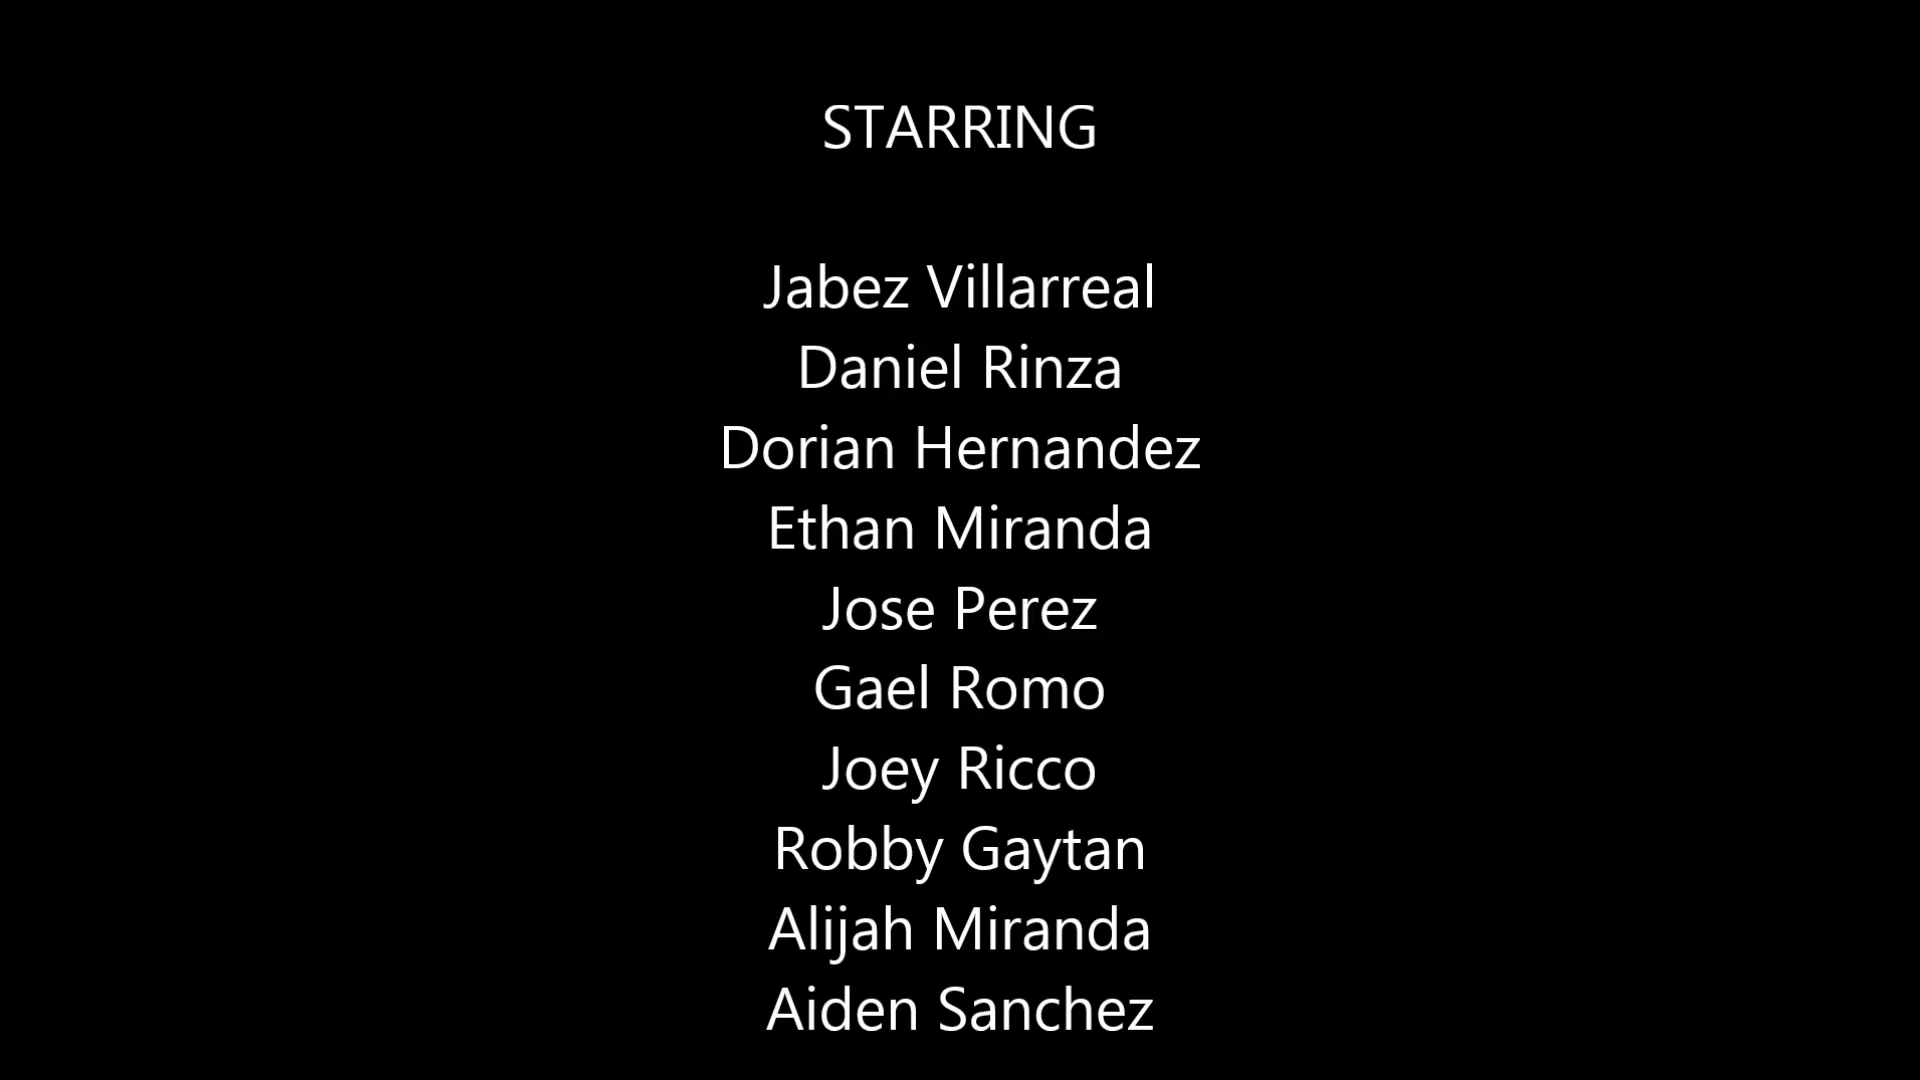 STARRING
Jabez Villarreal
Daniel Rinza
Dorian Hernandez
Ethan Miranda
Jose Perez
Gael Romo
Joey Ricco
Robby Gaytan
Alijah Miranda
Aiden Sanchez